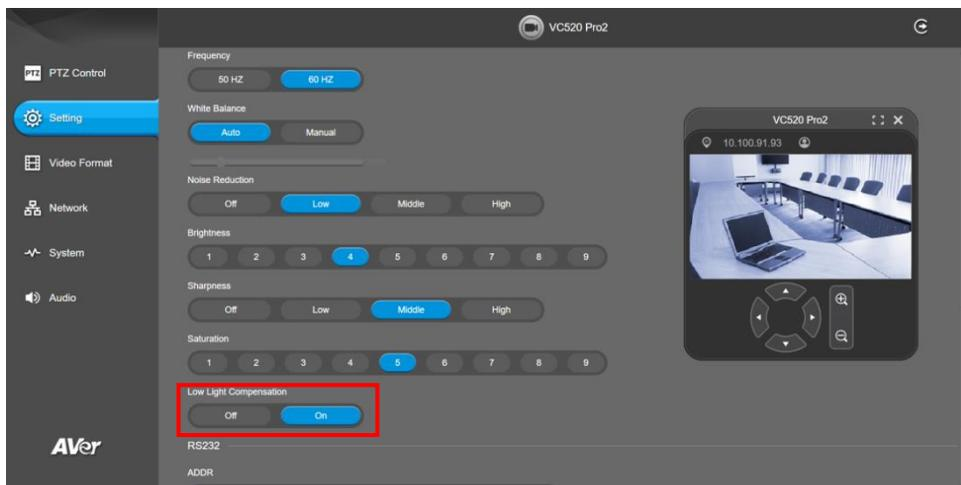 VC520 Pro2
PTZ PTZ Control
Setting
Video Format
Network
System
Audio
AVer
Frequency
50 HZ 60 HZ
White Balance
Auto Manual
Noise Reduction
Off Low Middle High
Brightness
1 2 3 4 5 6 7 8 9
Sharpness
Off Low Middle High
Saturation
1 2 3 4 5 6 7 8 9
Low Light Compensation
Off On
RS232
ADDR
VC520 Pro2
10.100.91.93